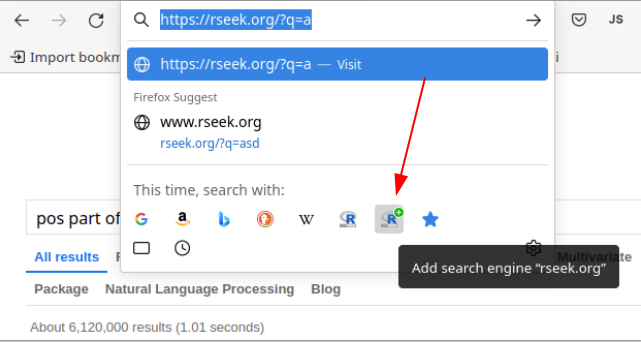 https://rseek.org/?q=a
JS
Import bookm
https://rseek.org/?q=a — Visit
i
Firefox Suggest
www.rseek.org
rseek.org/?q=asd
This time, search with:
G a b W R R
pos part of
Add search engine “rseek.org”
All results
Multivariate
Package Natural Language Processing Blog
About 6,120,000 results (1.01 seconds)